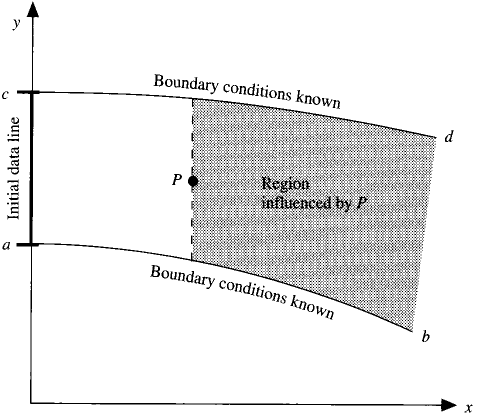 y
Boundary conditions known
c
d
Initial data line
P
Region
influenced by P
a
Boundary conditions known
b
x